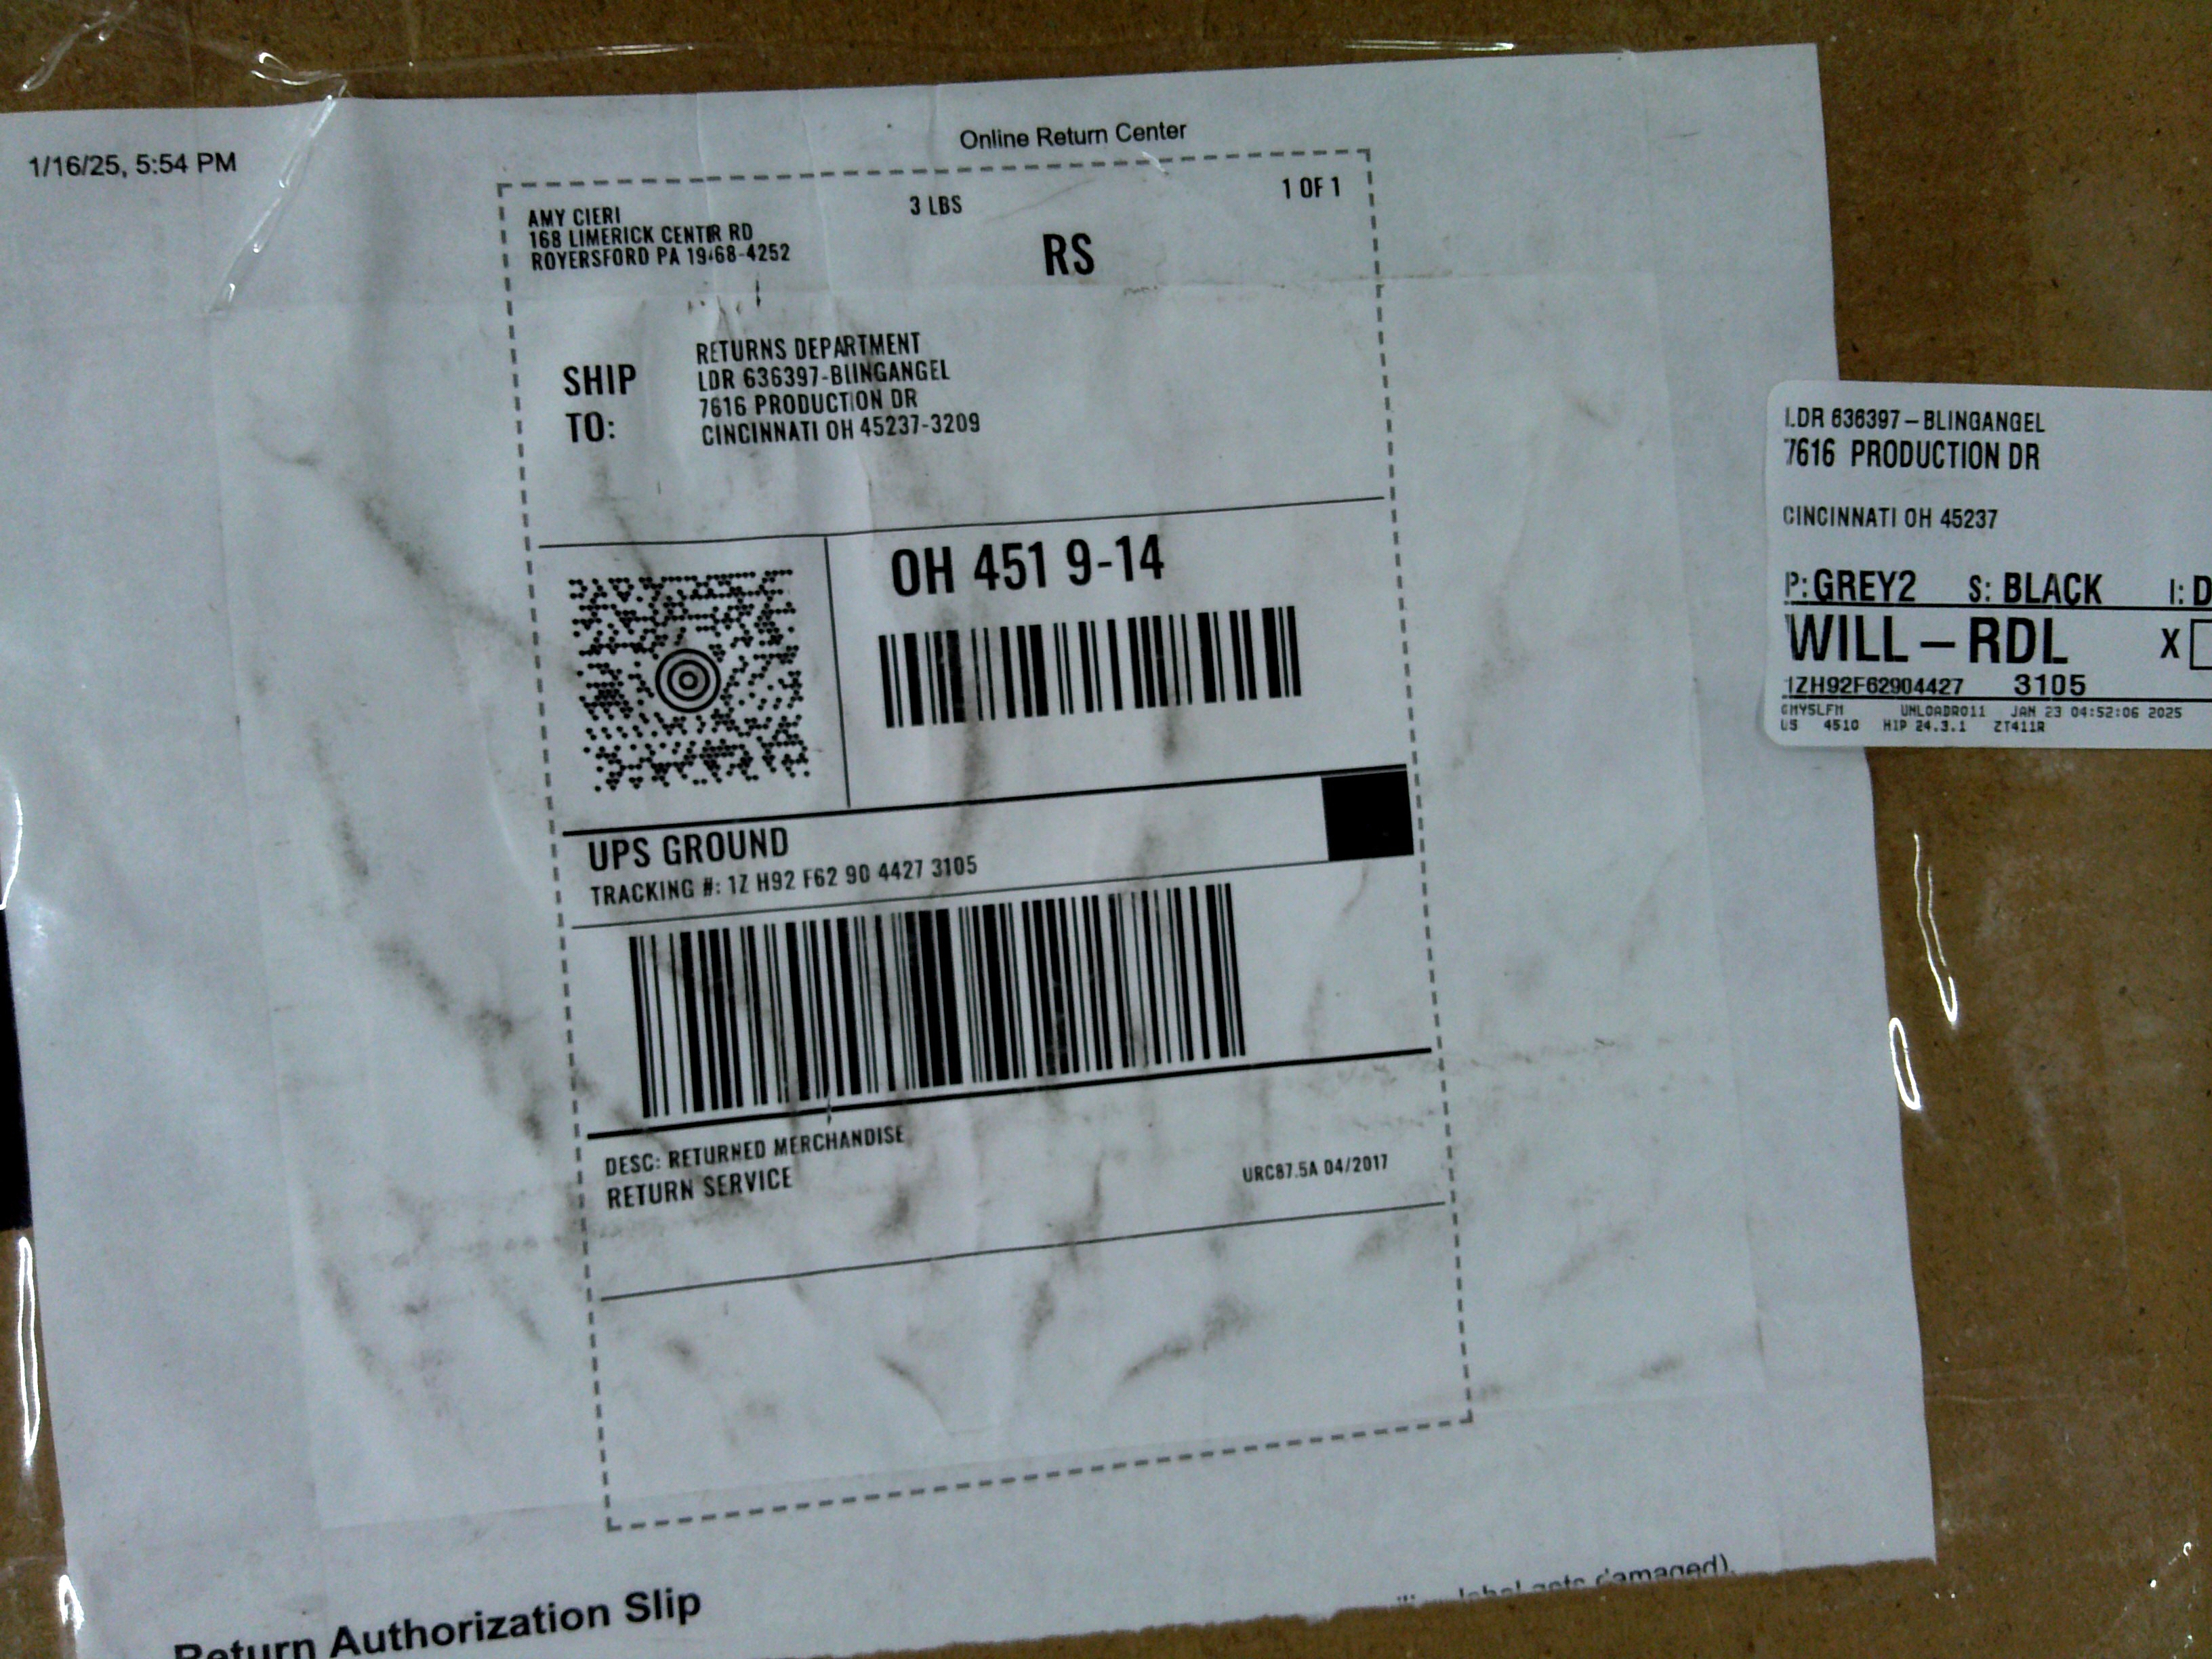 1/16/25, 5:54 PM
Online Return Center
AMY CIERI
168 LIMERICK CENTR RD
ROYERSFORD PA 19468-4252
3 LBS
1 OF 1
RS
SHIP
TO:
RETURNS DEPARTMENT
LDR 636397-BLINGANGEL
7616 PRODUCTION DR
CINCINNATI OH 45237-3209
OH 451 9-14
UPS GROUND
TRACKING #: 1Z H92 F62 90 4427 3105
DESC: RETURNED MERCHANDISE
RETURN SERVICE
URC87.5A 04/2017
Return Authorization Slip
label gets damaged).
LDR 636397-BLINGANGEL
7616 PRODUCTION DR
CINCINNATI OH 45237
P: GREY2 S: BLACK I: D
WILL-RDL X
1ZH92F62904427 3105
UNLOADR011 JAN 23 04:52:06 2025
US 4510 HIP 24.3.1 ZT411R